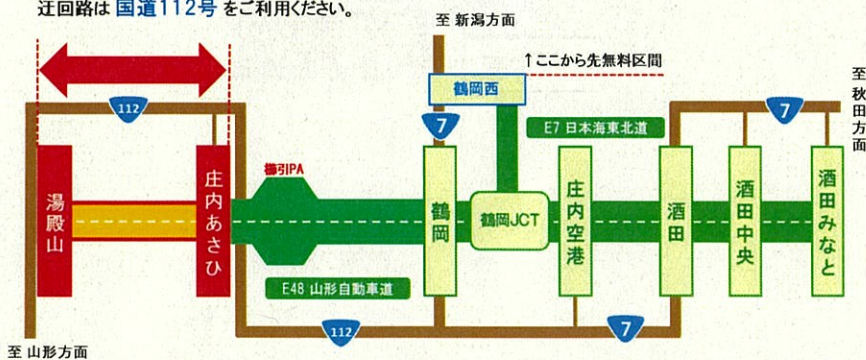 迂回路は 国道112号 をご利用ください。
至 新潟方面
↑ここから先無料区間
至秋田方面
鶴岡西
112
7
E7 日本海東北道
7
湯殿山
庄内あさひ
櫛引PA
鶴岡
鶴岡JCT
庄内空港
酒田
酒田中央
酒田みなと
E48 山形自動車道
112
7
至 山形方面